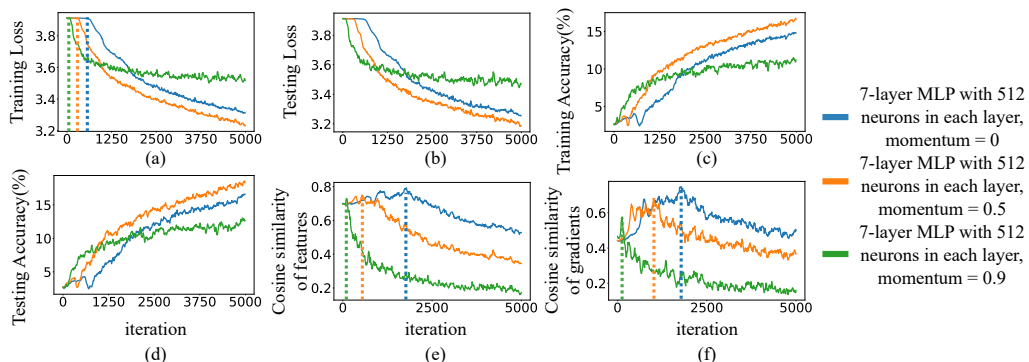 Training Loss
3.8
3.6
3.4
3.2
0 1250 2500 3750 5000
(a)
Testing Loss
3.8
3.6
3.4
3.2
0 1250 2500 3750 5000
(b)
Training Accuracy(%)
15
10
5
0 1250 2500 3750 5000
(c)
7-layer MLP with 512
neurons in each layer,
momentum = 0
7-layer MLP with 512
neurons in each layer,
momentum = 0.5
7-layer MLP with 512
neurons in each layer,
momentum = 0.9
Testing Accuracy(%)
15
10
5
0 1250 2500 3750 5000
iteration
(d)
Cosine similarity
of features
0.8
0.6
0.4
0.2
0 2500 5000
iteration
(e)
Cosine similarity
of gradients
0.6
0.4
0.2
0 2500 5000
iteration
(f)